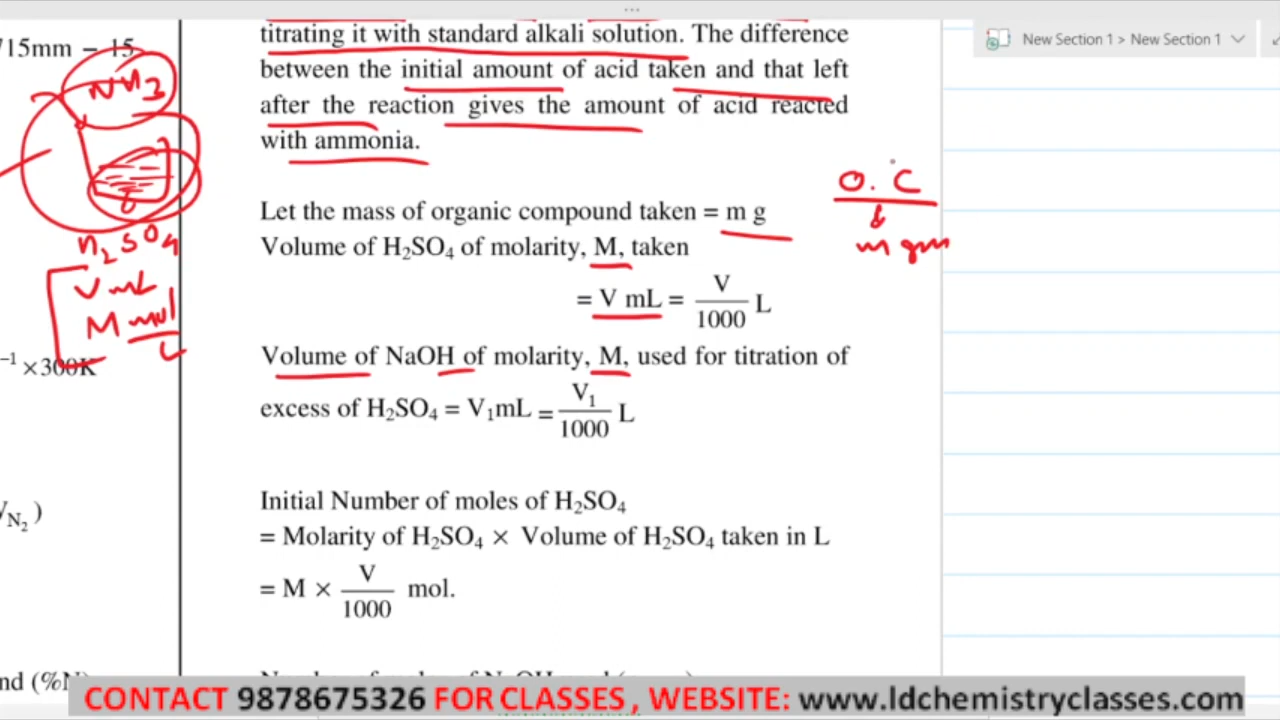 715mm – 15
NH3
H2SO4
V mL
M mol
L
–1 ×300K
VN₂ )
nd (%N)
titrating it with standard alkali solution. The difference
between the initial amount of acid taken and that left
after the reaction gives the amount of acid reacted
with ammonia.
O. C
m gm
Let the mass of organic compound taken = m g
Volume of H₂SO₄ of molarity, M, taken
= V mL = V/1000 L
Volume of NaOH of molarity, M, used for titration of
excess of H₂SO₄ = V₁mL = V₁/1000 L
Initial Number of moles of H₂SO₄
= Molarity of H₂SO₄ × Volume of H₂SO₄ taken in L
= M × V/1000 mol.
New Section 1 > New Section 1
CONTACT 9878675326 FOR CLASSES , WEBSITE: www.ldchemistryclasses.com